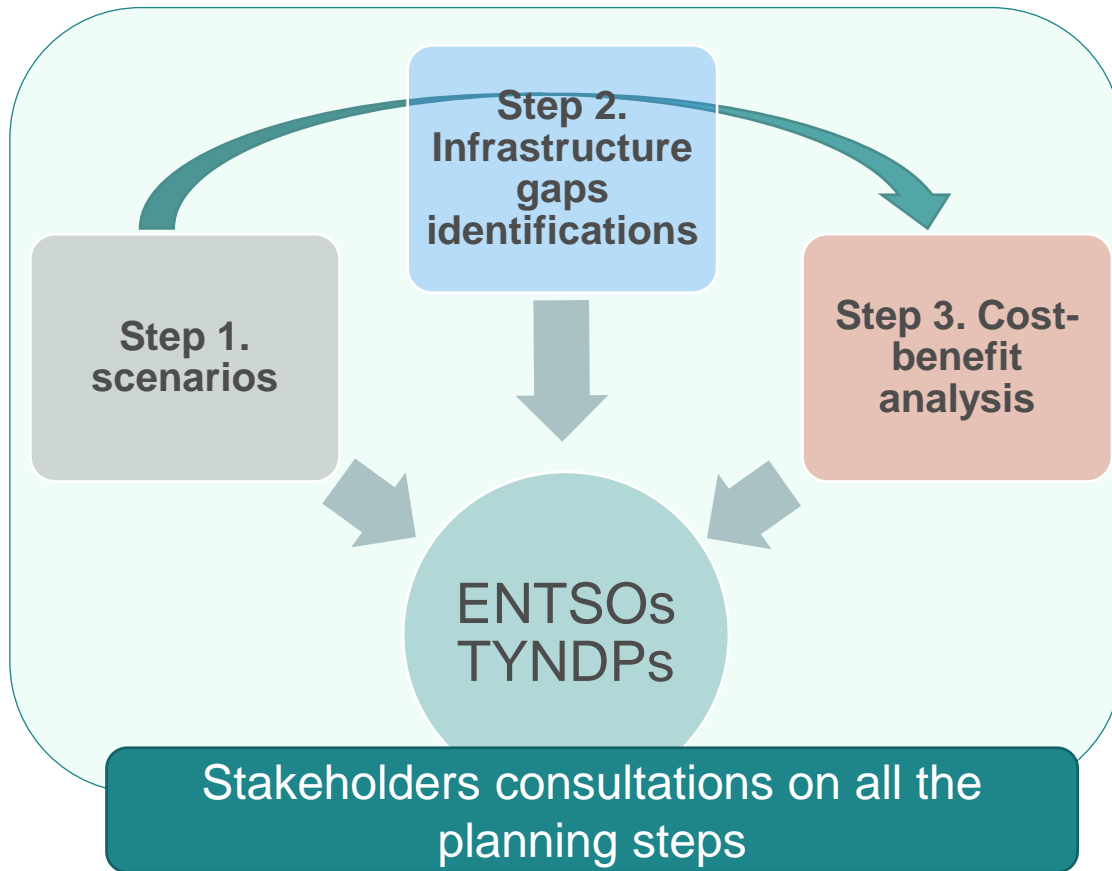 Step 1.
scenarios
Step 2.
Infrastructure
gaps
identifications
Step 3. Cost-
benefit
analysis
ENTSOs
TYNDPs
Stakeholders consultations on all the
planning steps